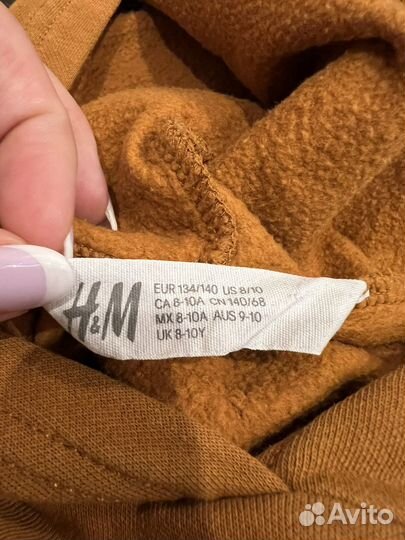 H&M
EUR 134/140 US 8/10
CA 8-10A CN 140/68
MX 8-10A AUS 9-10
UK 8-10Y
Avito